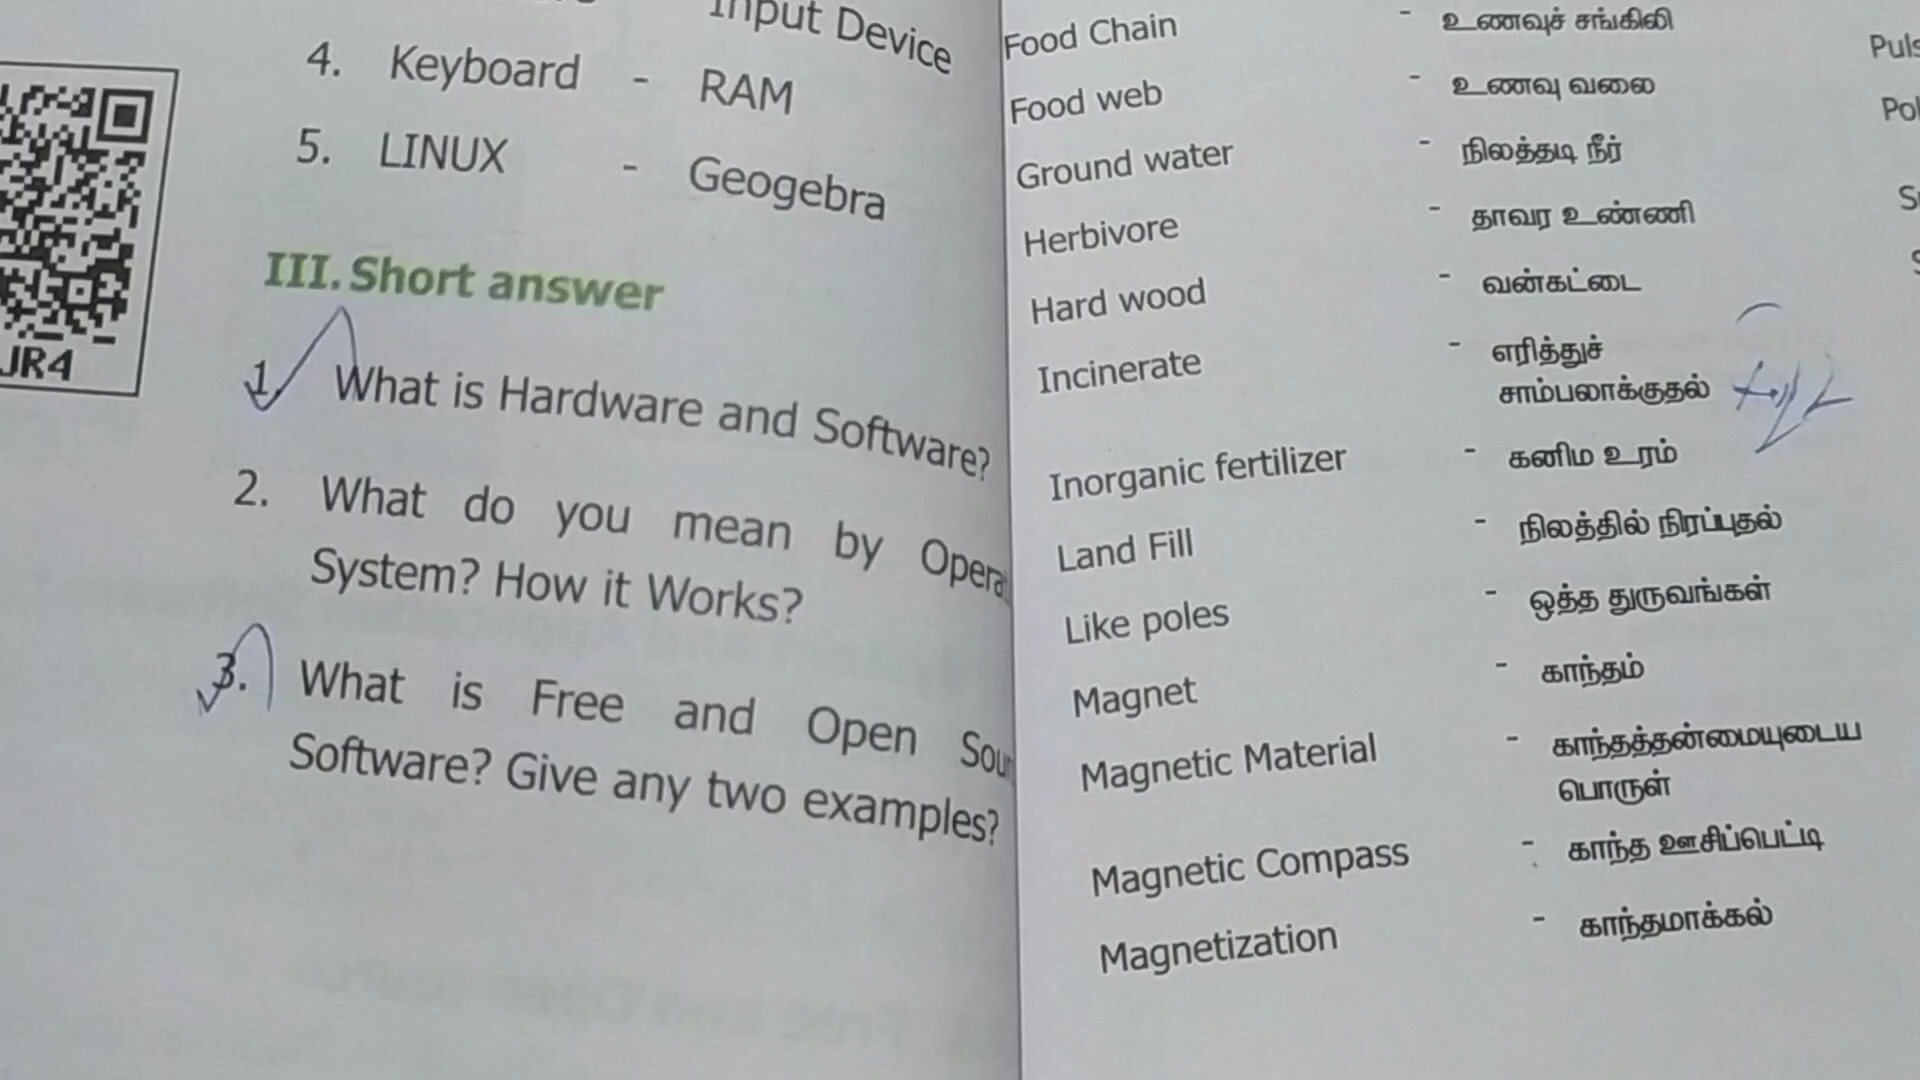 Input Device
4. Keyboard - RAM
5. LINUX - Geogebra
JR4
III. Short answer
1. What is Hardware and Software?
2. What do you mean by
System? How it Works?
3. What is Free and Open
Software? Give any two examples?
Food Chain - உணவுச் சங்கிலி
Food web - உணவு வலை
Ground water - நிலத்தடி நீர்
Herbivore - தாவர உண்ணி
Hard wood - வன்கட்டை
Incinerate - எரித்துச்
சாம்பலாக்குதல்
Inorganic fertilizer - கனிம உரம்
Land Fill - நிலத்தில் நிரப்புதல்
Like poles - ஒத்த துருவங்கள்
Magnet - காந்தம்
Magnetic Material - காந்தத்தன்மையுடைய
பொருள்
Magnetic Compass - காந்த ஊசிப்பெட்டி
Magnetization - காந்தமாக்கல்